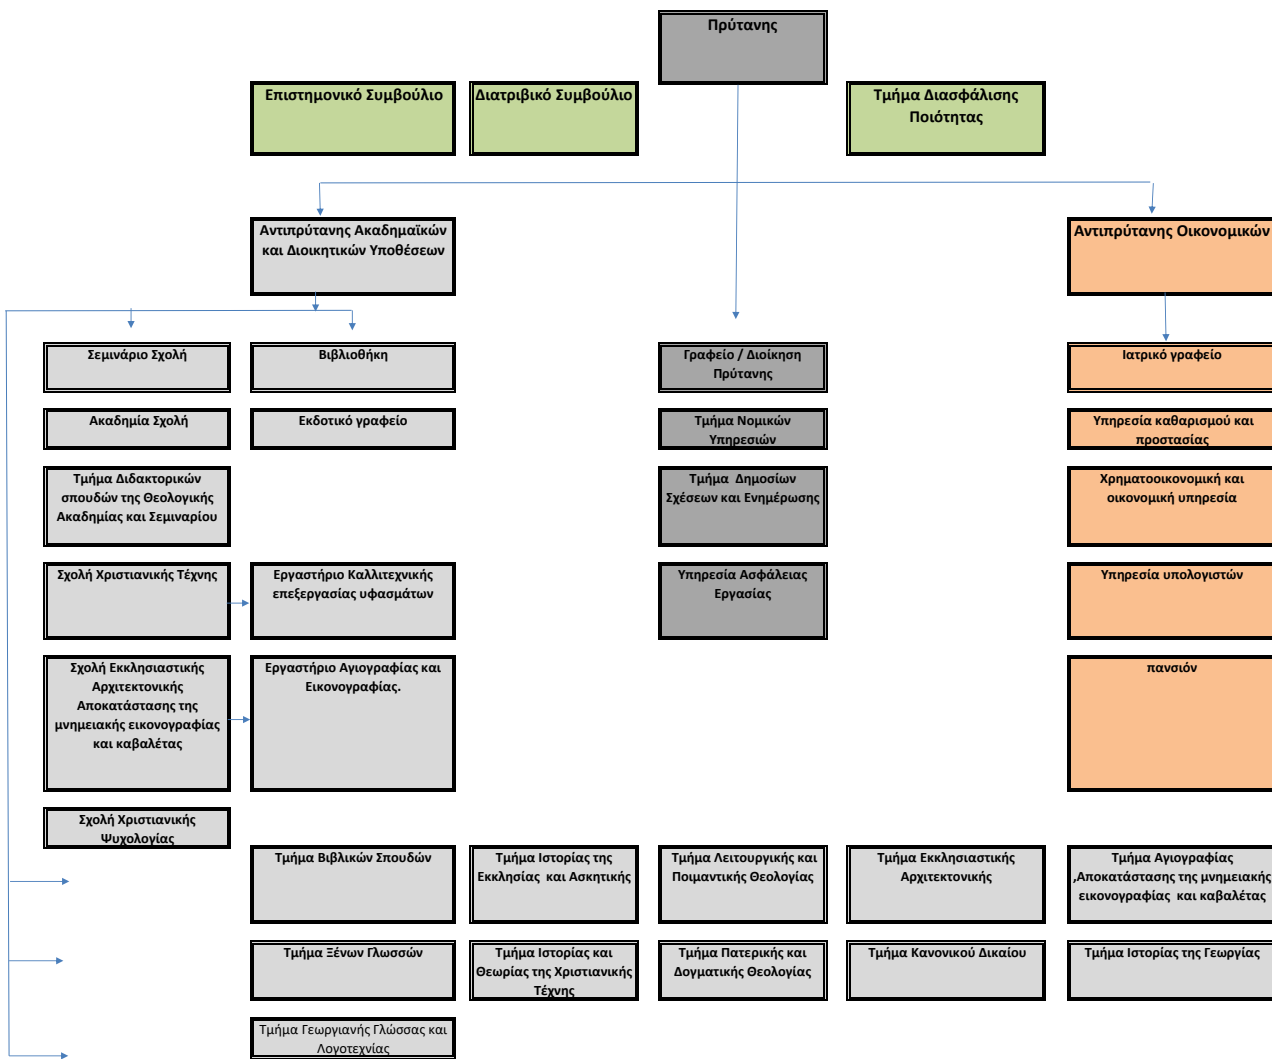 Πρύτανης
Επιστημονικό Συμβούλιο
Διατριβικό Συμβούλιο
Τμήμα Διασφάλισης
Ποιότητας
Αντιπρύτανης Ακαδημαϊκών
και Διοικητικών Υποθέσεων
Αντιπρύτανης Οικονομικών
Σεμινάριο Σχολή
Βιβλιοθήκη
Γραφείο / Διοίκηση
Πρύτανης
Ιατρικό γραφείο
Ακαδημία Σχολή
Εκδοτικό γραφείο
Τμήμα Νομικών
Υπηρεσιών
Υπηρεσία καθαρισμού και
προστασίας
Τμήμα Διδακτορικών
σπουδών της Θεολογικής
Ακαδημίας και Σεμιναρίου
Τμήμα Δημοσίων
Σχέσεων και Ενημέρωσης
Χρηματοοικονομική και
οικονομική υπηρεσία
Σχολή Χριστιανικής Τέχνης
Εργαστήριο Καλλιτεχνικής
επεξεργασίας υφασμάτων
Υπηρεσία Ασφάλειας
Εργασίας
Υπηρεσία υπολογιστών
Σχολή Εκκλησιαστικής
Αρχιτεκτονικής
Αποκατάστασης της
μνημειακής εικονογραφίας
και καβαλέτας
Εργαστήριο Αγιογραφίας και
Εικονογραφίας.
πανσιόν
Σχολή Χριστιανικής
Ψυχολογίας
Τμήμα Βιβλικών Σπουδών
Τμήμα Ιστορίας της
Εκκλησίας και Ασκητικής
Τμήμα Λειτουργικής και
Ποιμαντικής Θεολογίας
Τμήμα Εκκλησιαστικής
Αρχιτεκτονικής
Τμήμα Αγιογραφίας
,Αποκατάστασης της μνημειακής
εικονογραφίας και καβαλέτας
Τμήμα Ξένων Γλωσσών
Τμήμα Ιστορίας και
Θεωρίας της Χριστιανικής
Τέχνης
Τμήμα Πατερικής και
Δογματικής Θεολογίας
Τμήμα Κανονικού Δικαίου
Τμήμα Ιστορίας της Γεωργίας
Τμήμα Γεωργιανής Γλώσσας και
Λογοτεχνίας